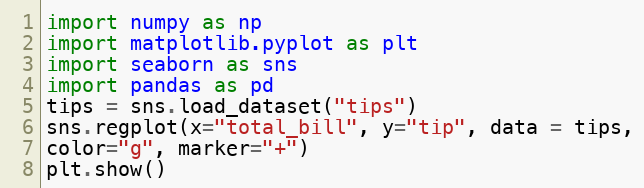 1 import numpy as np
2 import matplotlib.pyplot as plt
3 import seaborn as sns
4 import pandas as pd
5 tips = sns.load_dataset("tips")
6 sns.regplot(x="total_bill", y="tip", data = tips,
7 color="g", marker="+")
8 plt.show()